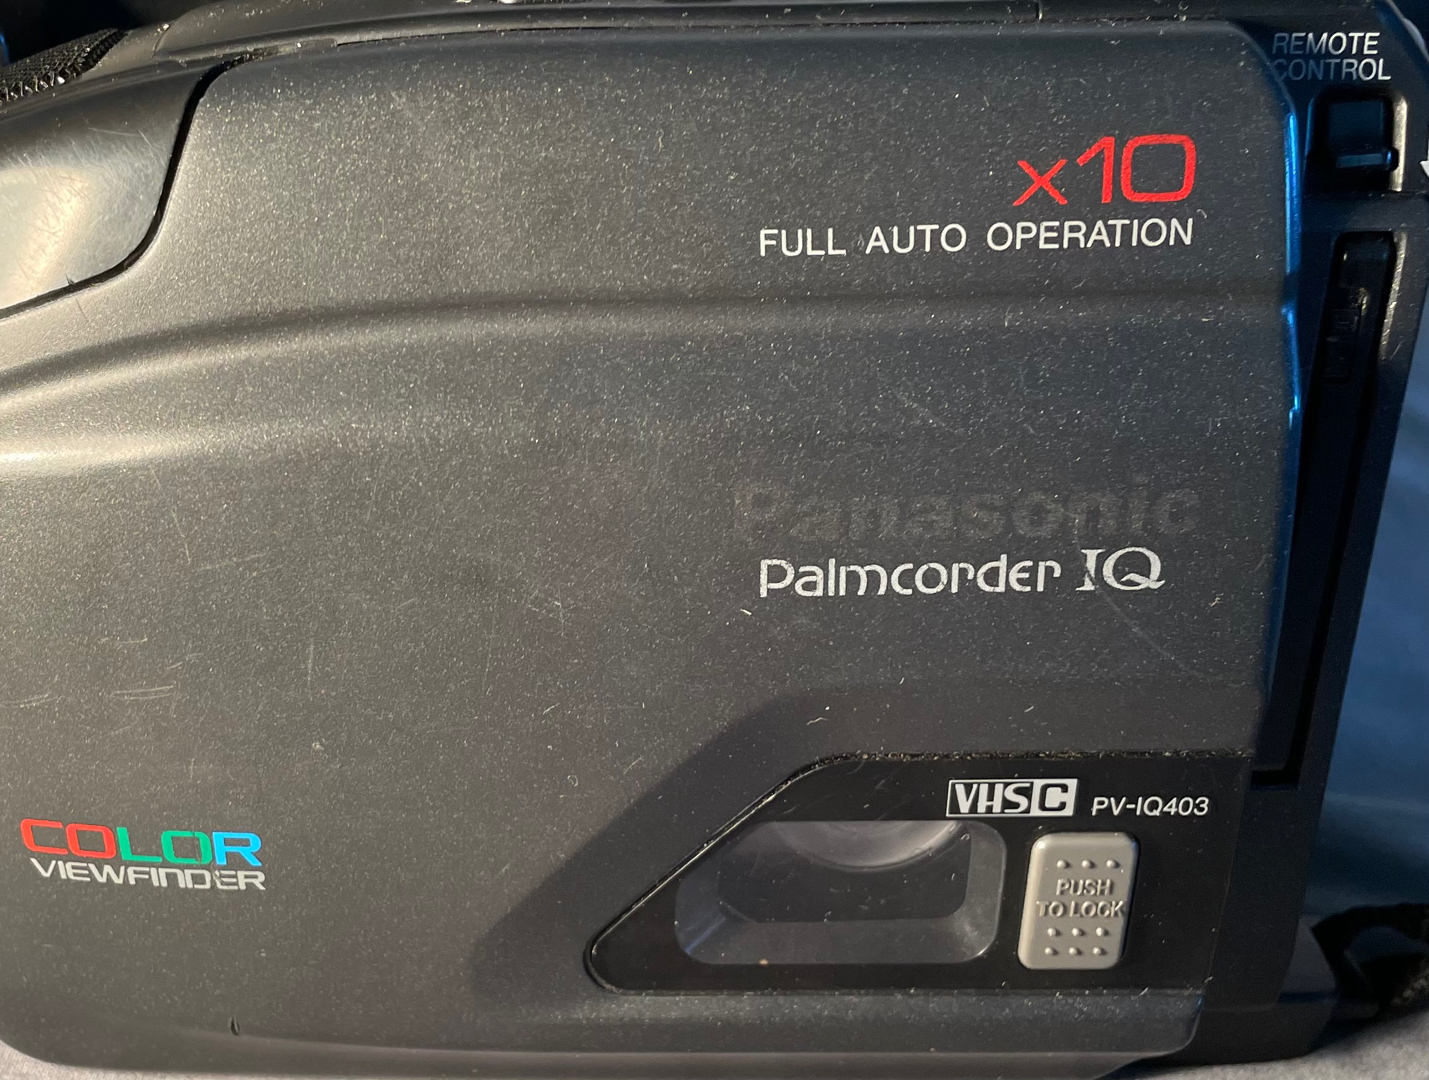 REMOTE
CONTROL
x10
FULL AUTO OPERATION
Panasonic
Palmcorder IQ
VHS C PV-IQ403
COLOR
VIEWFINDER
PUSH
TO LOCK